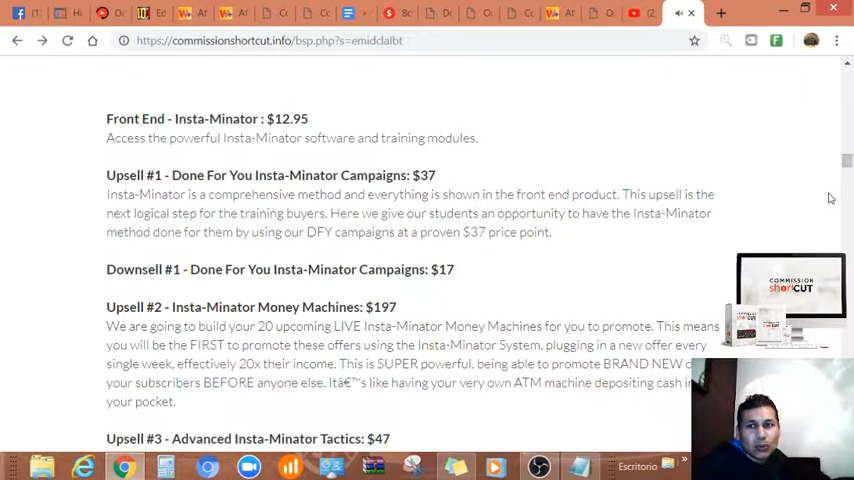 (1
Hi
O
Ed
Af
Af
C
C
Bo
D
O
C
Af
O
(2
https://commissionshortcut.info/bsp.php?s=emidclalbt
Front End - Insta-Minator : $12.95
Access the powerful Insta-Minator software and training modules.
Upsell #1 - Done For You Insta-Minator Campaigns: $37
Insta-Minator is a comprehensive method and everything is shown in the front end product. This upsell is the
next logical step for the training buyers. Here we give our students an opportunity to have the Insta-Minator
method done for them by using our DFY campaigns at a proven $37 price point.
Downsell #1 - Done For You Insta-Minator Campaigns: $17
Upsell #2 - Insta-Minator Money Machines: $197
We are going to build your 20 upcoming LIVE Insta-Minator Money Machines for you to promote. This means
you will be the FIRST to promote these offers using the Insta-Minator System, plugging in a new offer every
single week, effectively 20x their income. This is SUPER powerful, being able to promote BRAND NEW
your subscribers BEFORE anyone else. Itâ€™s like having your very own ATM machine depositing cash in
your pocket.
Upsell #3 - Advanced Insta-Minator Tactics: $47
COMMISSION
shortCUT
Escritorio